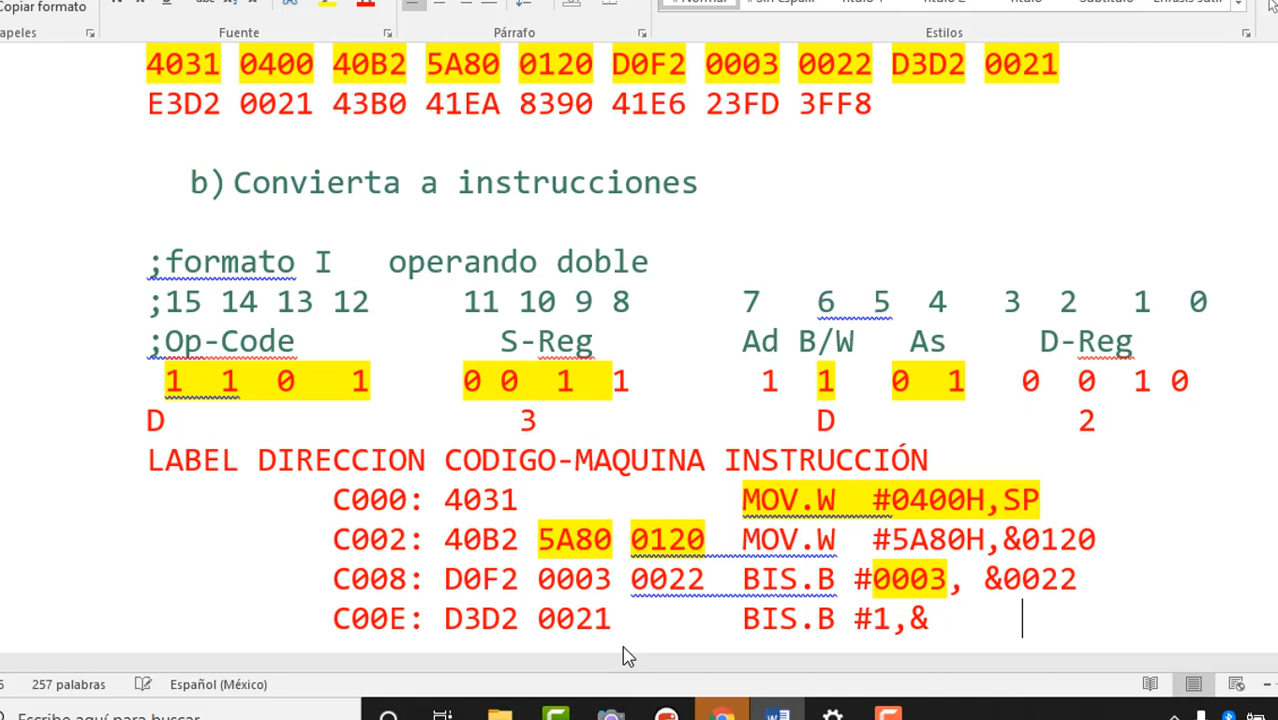 Copiar formato
apeles
Fuente
Párrafo
Estilos
4031 0400 40B2 5A80 0120 D0F2 0003 0022 D3D2 0021
E3D2 0021 43B0 41EA 8390 41E6 23FD 3FF8
b) Convierta a instrucciones
;formato I operando doble
;15 14 13 12 11 10 9 8 7 6 5 4 3 2 1 0
;Op-Code S-Reg Ad B/W As D-Reg
1 1 0 1 0 0 1 1 1 1 0 1 0 0 1 0
D 3 D 2
LABEL DIRECCION CODIGO-MAQUINA INSTRUCCIÓN
C000: 4031 MOV.W #0400H,SP
C002: 40B2 5A80 0120 MOV.W #5A80H,&0120
C008: D0F2 0003 0022 BIS.B #0003, &0022
C00E: D3D2 0021 BIS.B #1,&
257 palabras Español (México)